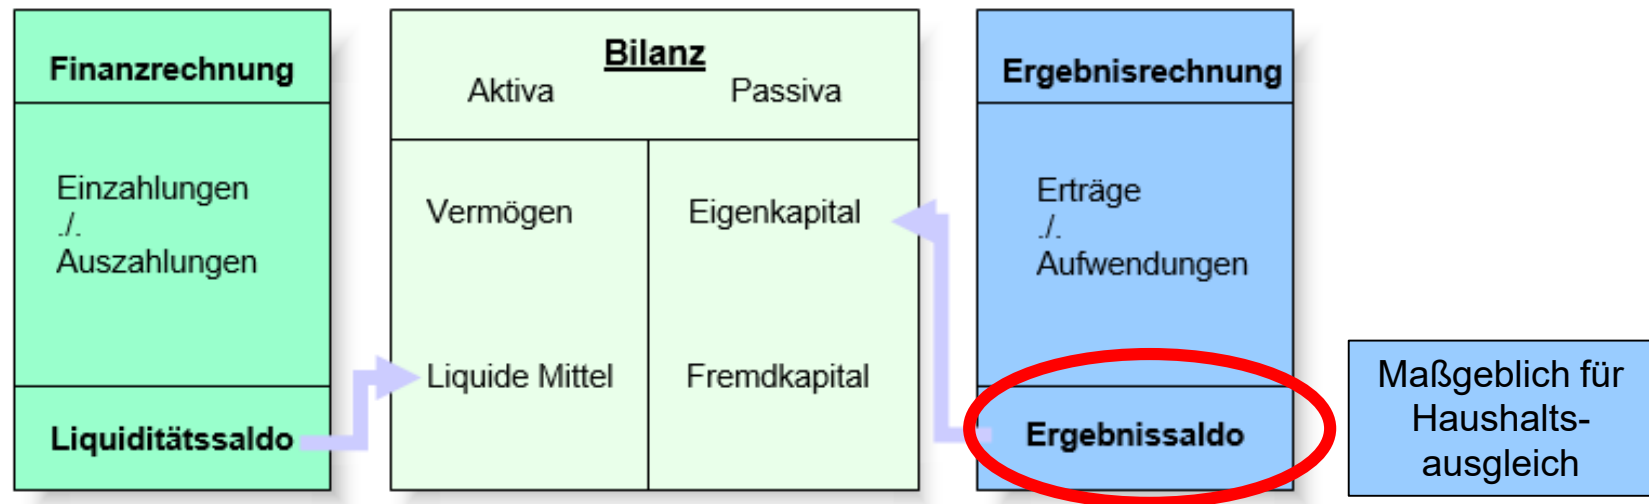 Finanzrechnung
Einzahlungen
./.
Auszahlungen
Liquiditätssaldo
Bilanz
Aktiva Passiva
Vermögen Eigenkapital
Liquide Mittel Fremdkapital
Ergebnisrechnung
Erträge
./.
Aufwendungen
Ergebnissaldo
Maßgeblich für
Haushalts-
ausgleich